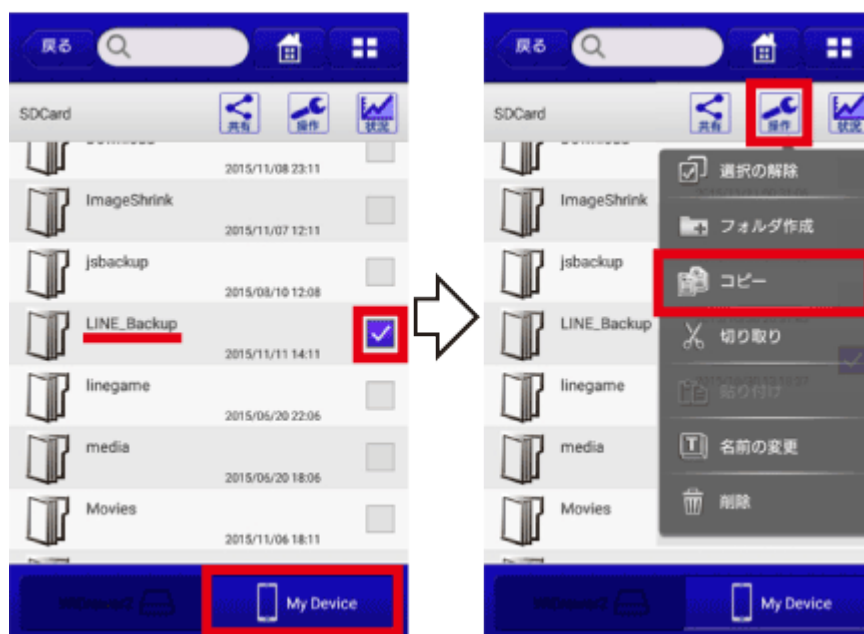 戻る
SDCard
共有
操作
状況
2015/11/08 23:11
ImageShrink
2015/11/07 12:11
jsbackup
2015/03/10 12:08
LINE_Backup
2015/11/11 14:11
linegame
2015/06/20 22:06
media
2015/06/20 18:06
Movies
2015/11/06 18:11
My Device
戻る
SDCard
共有
操作
状況
ImageShrink
jsbackup
LINE_Backup
linegame
media
Movies
選択の解除
フォルダ作成
コピー
切り取り
貼り付け
名前の変更
削除
My Device